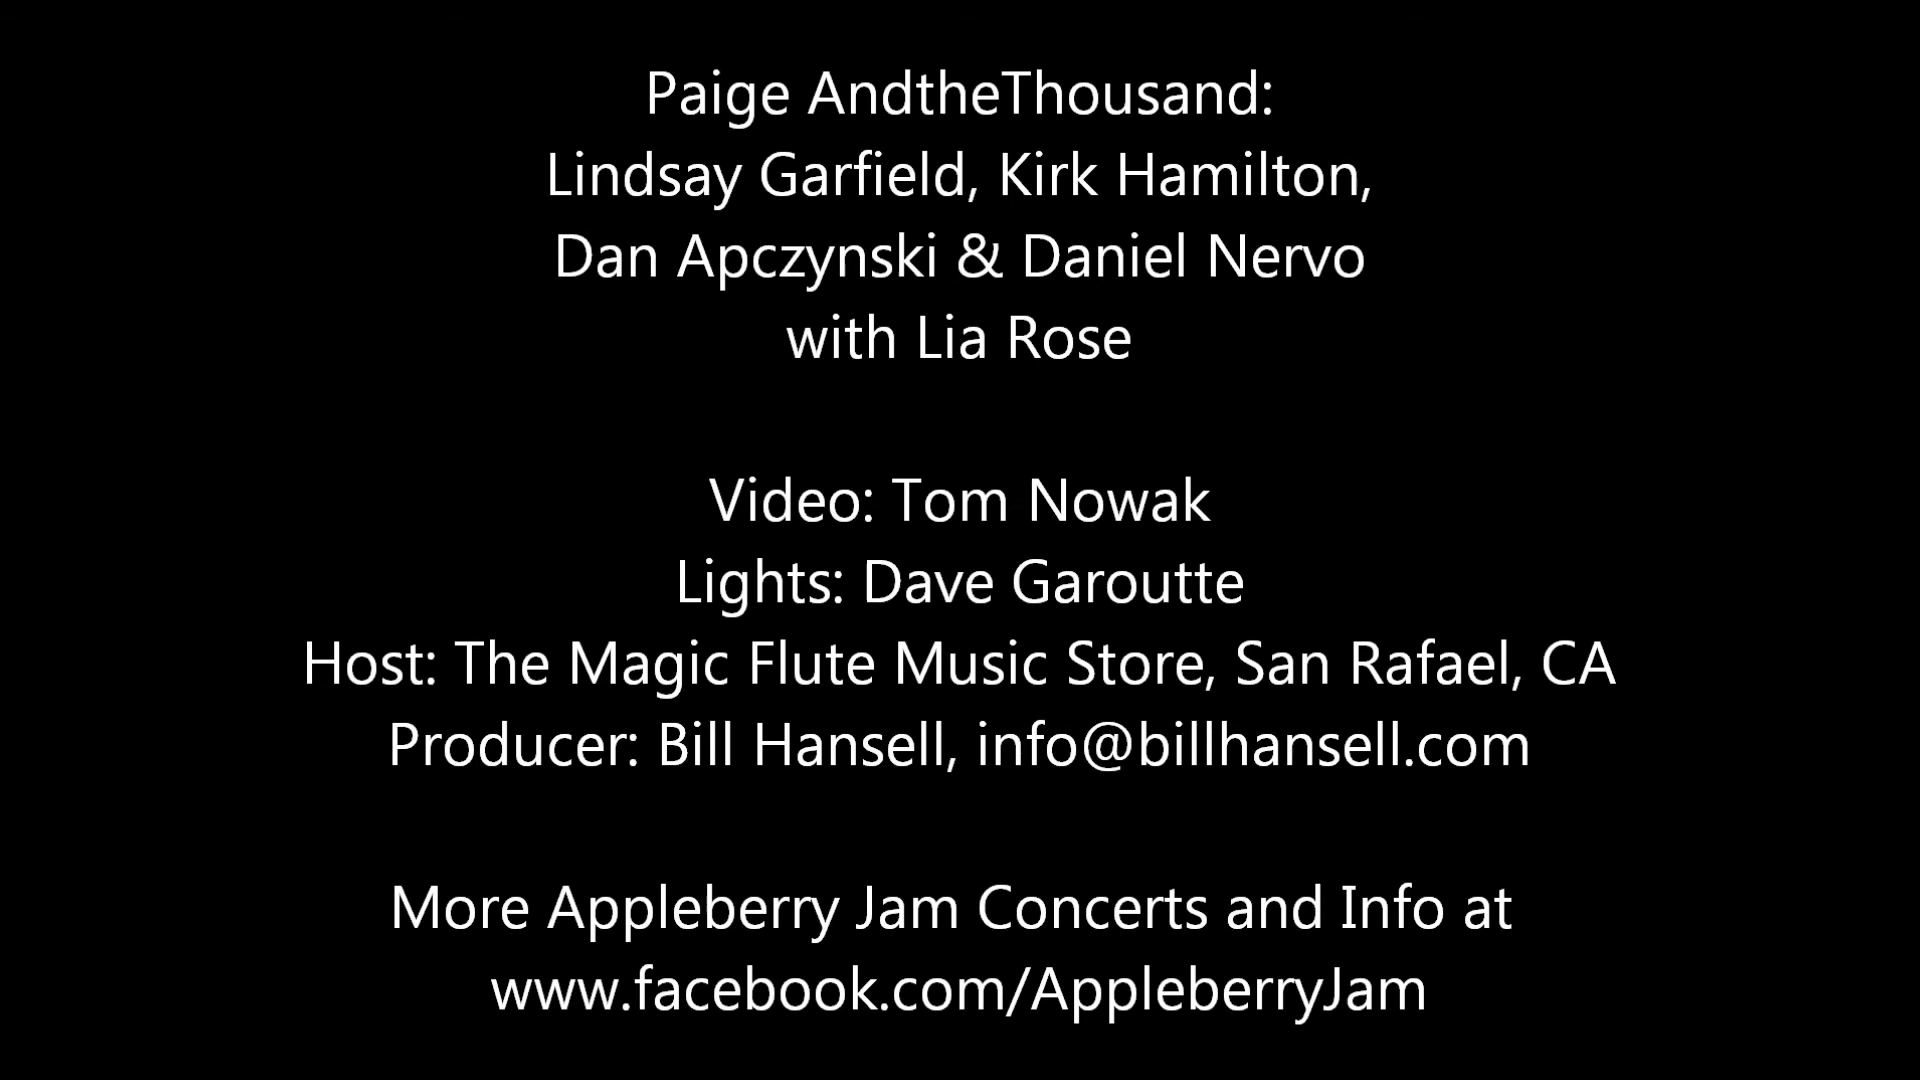 Paige AndtheThousand:
Lindsay Garfield, Kirk Hamilton,
Dan Apczynski & Daniel Nervo
with Lia Rose
Video: Tom Nowak
Lights: Dave Garoutte
Host: The Magic Flute Music Store, San Rafael, CA
Producer: Bill Hansell, info@billhansell.com
More Appleberry Jam Concerts and Info at
www.facebook.com/AppleberryJam